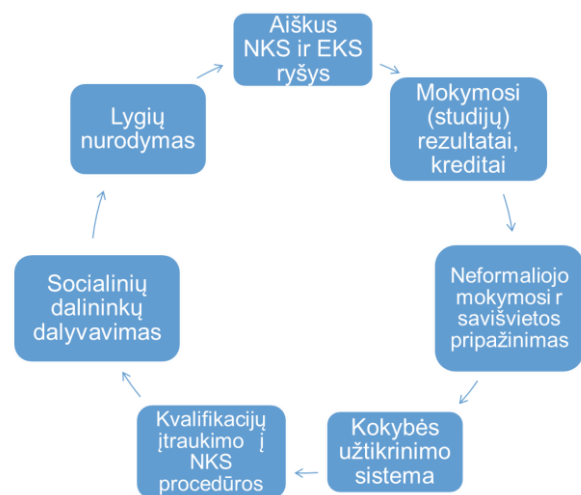 Aiškus
NKS ir EKS
ryšys
Mokymosi
(studijų)
rezultatai,
kreditai
Neformaliojo
mokymosi r
savišvietos
pripažinimas
Kokybės
užtikrinimo
sistema
Kvalifikacijų
įtraukimo į
NKS
procedūros
Socialinių
dalininkų
dalyvavimas
Lygių
nurodymas